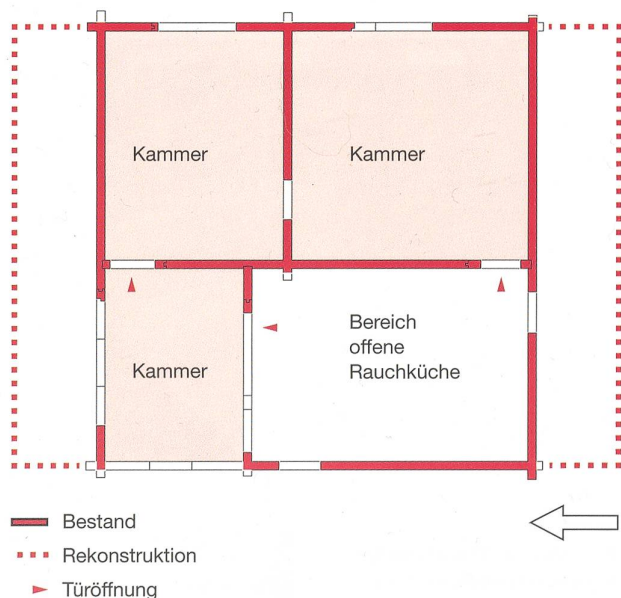 Kammer
Kammer
Kammer
Bereich
offene
Rauchküche
Bestand
Rekonstruktion
Türöffnung